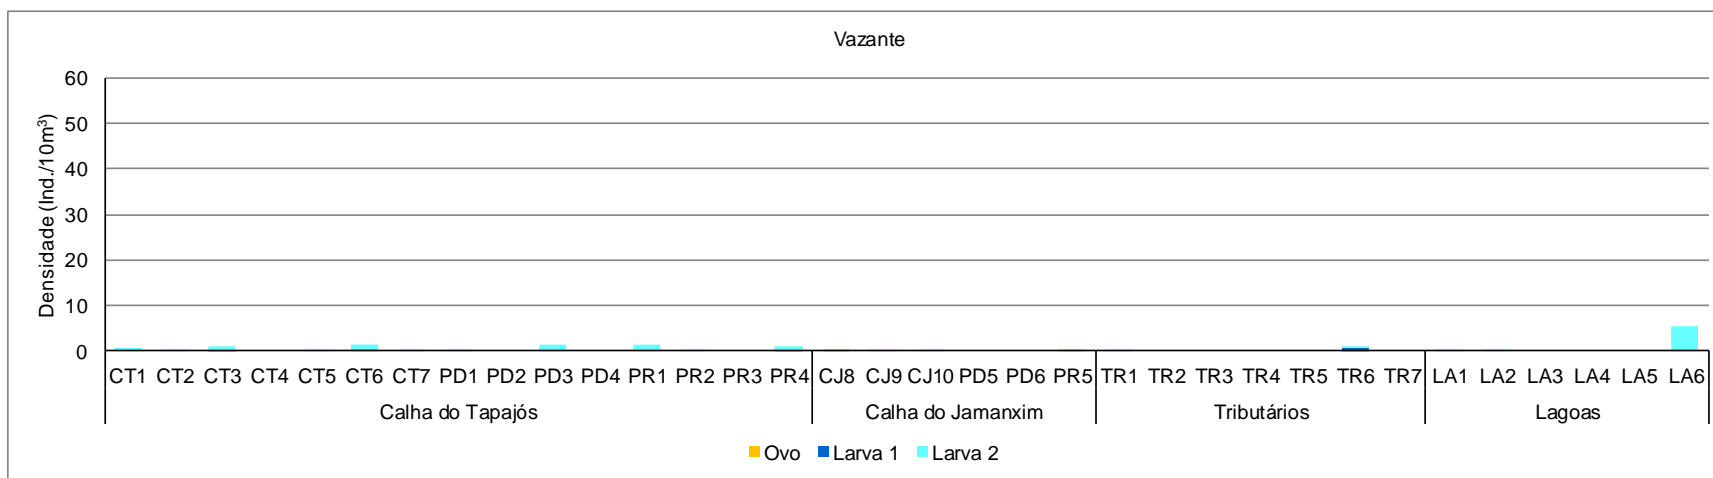 Vazante
Densidade (Ind./10m³)
60
50
40
30
20
10
0
CT1 CT2 CT3 CT4 CT5 CT6 CT7 PD1 PD2 PD3 PD4 PR1 PR2 PR3 PR4 CJ8 CJ9 CJ10 PD5 PD6 PR5 TR1 TR2 TR3 TR4 TR5 TR6 TR7 LA1 LA2 LA3 LA4 LA5 LA6
Calha do Tapajós Calha do Jamanxim Tributários Lagoas
Ovo Larva 1 Larva 2